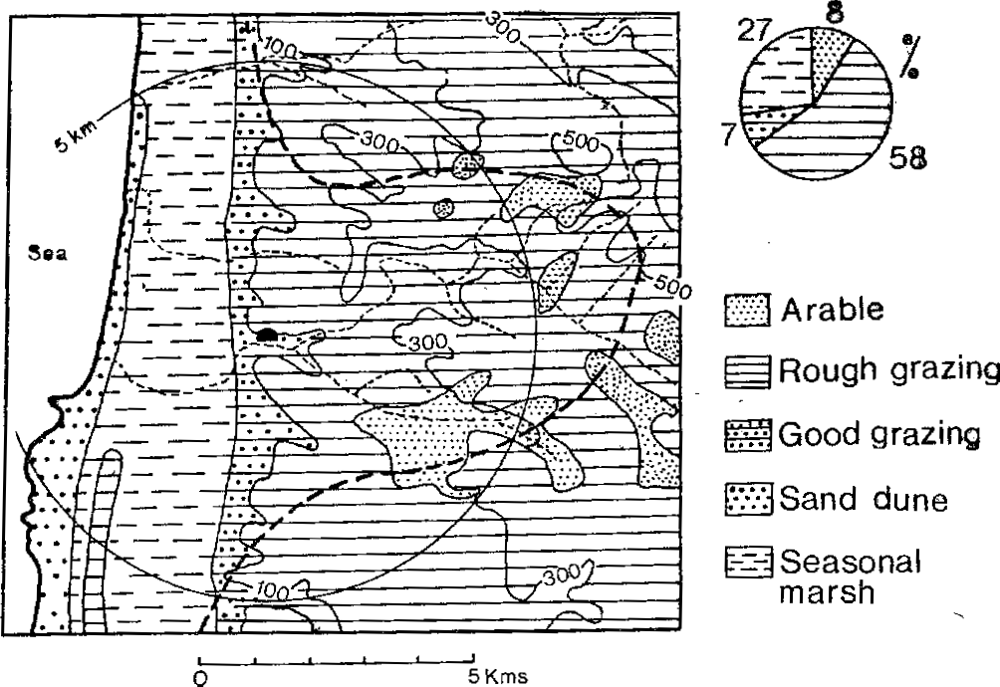 300
8
27
%
100
5 km
300
500
7
58
Sea
500
Arable
300
Rough grazing
Good grazing
Sand dune
Seasonal
marsh
300
100
0
5 Kms